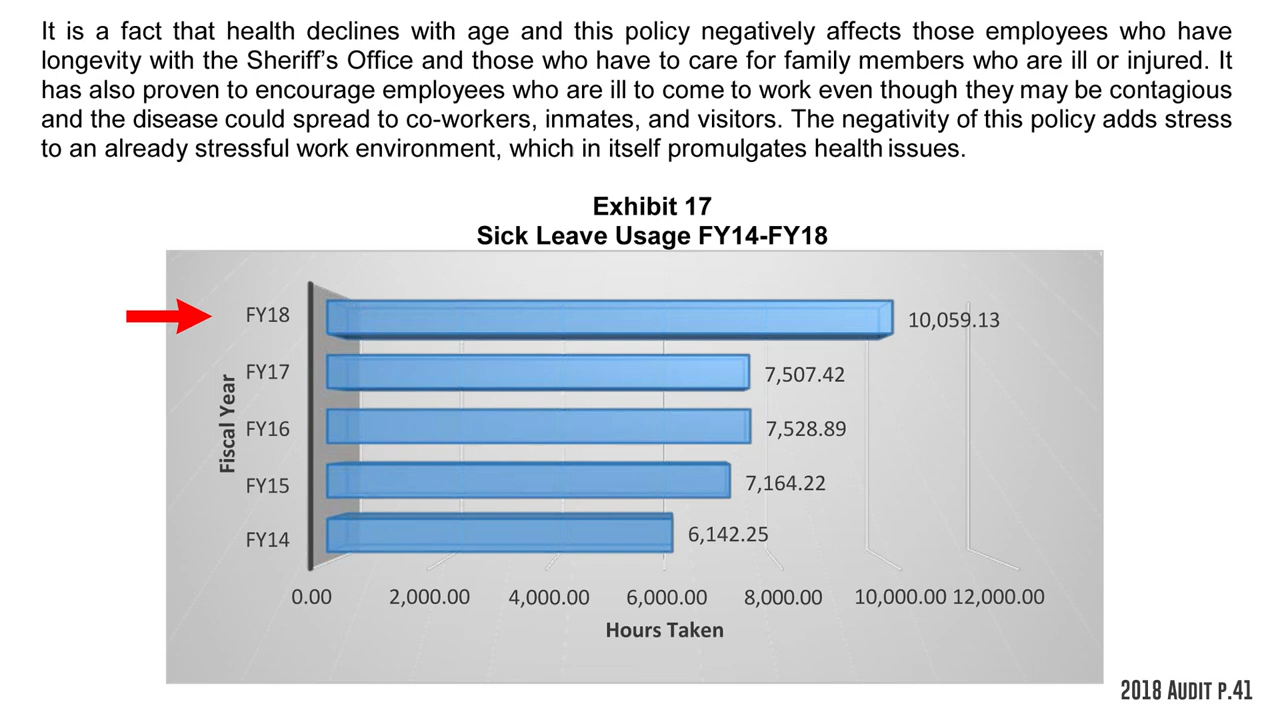 It is a fact that health declines with age and this policy negatively affects those employees who have
longevity with the Sheriff’s Office and those who have to care for family members who are ill or injured. It
has also proven to encourage employees who are ill to come to work even though they may be contagious
and the disease could spread to co-workers, inmates, and visitors. The negativity of this policy adds stress
to an already stressful work environment, which in itself promulgates health issues.
Exhibit 17
Sick Leave Usage FY14-FY18
FY18 10,059.13
FY17 7,507.42
FY16 7,528.89
FY15 7,164.22
FY14 6,142.25
Fiscal Year
0.00 2,000.00 4,000.00 6,000.00 8,000.00 10,000.00 12,000.00
Hours Taken
2018 AUDIT P.41